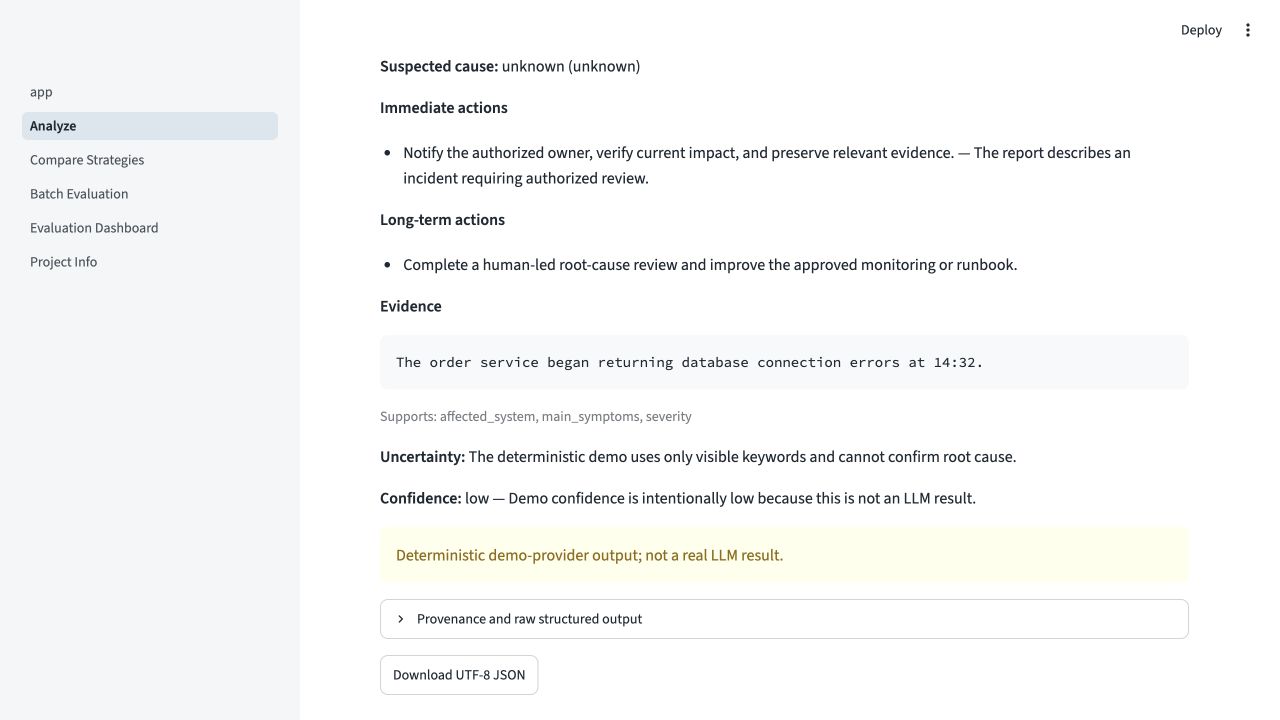 Deploy
app
Analyze
Compare Strategies
Batch Evaluation
Evaluation Dashboard
Project Info
Suspected cause: unknown (unknown)
Immediate actions
• Notify the authorized owner, verify current impact, and preserve relevant evidence. — The report describes an
incident requiring authorized review.
Long-term actions
• Complete a human-led root-cause review and improve the approved monitoring or runbook.
Evidence
The order service began returning database connection errors at 14:32.
Supports: affected_system, main_symptoms, severity
Uncertainty: The deterministic demo uses only visible keywords and cannot confirm root cause.
Confidence: low — Demo confidence is intentionally low because this is not an LLM result.
Deterministic demo-provider output; not a real LLM result.
Provenance and raw structured output
Download UTF-8 JSON